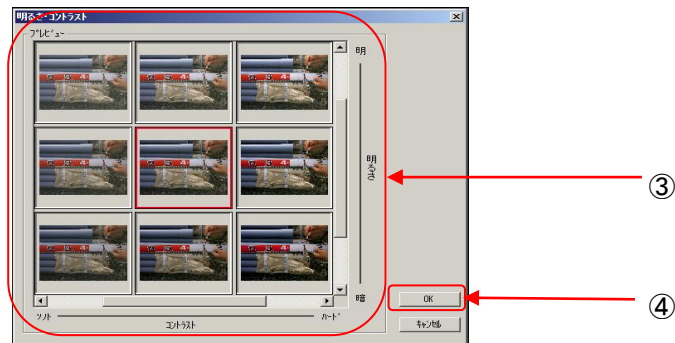 明るさ・コントラスト
プレビュー
明
明るさ
③
暗
OK
④
ソフト
ハード
コントラスト
キャンセル